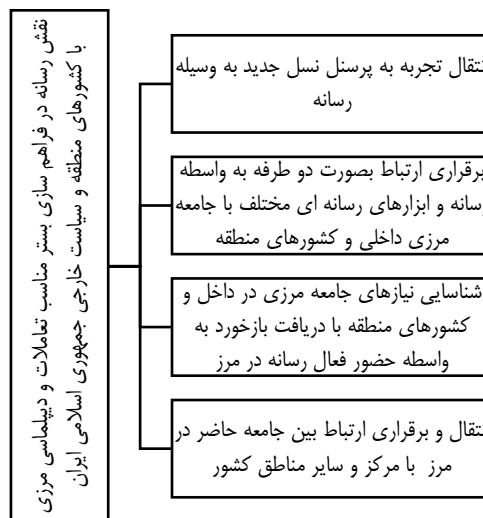 نقش رسانه در فراهم سازی بستر مناسب تعاملات و دیپلماسی مرزی
با کشورهای منطقه و سیاست خارجی جمهوری اسلامی ایران
نتقال تجربه به پرسنل نسل جدید به وسیله
رسانه
برقراری ارتباط بصورت دو طرفه به واسطه
رسانه و ابزارهای رسانه ای مختلف با جامعه
مرزی داخلی و کشورهای منطقه
شناسایی نیازهای جامعه مرزی در داخل و
کشورهای منطقه با دریافت بازخورد به
واسطه حضور فعال رسانه در مرز
نتقال و برقراری ارتباط بین جامعه حاضر در
مرز با مرکز و سایر مناطق کشور